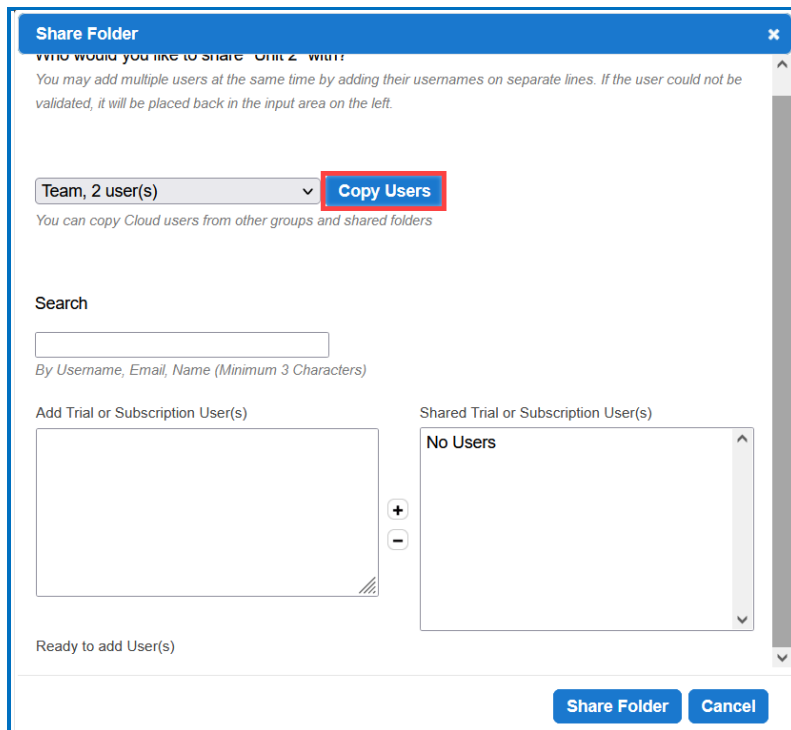 Share Folder
Who would you like to share "Unit 2" with?
You may add multiple users at the same time by adding their usernames on separate lines. If the user could not be
validated, it will be placed back in the input area on the left.
Team, 2 user(s)
Copy Users
You can copy Cloud users from other groups and shared folders
Search
By Username, Email, Name (Minimum 3 Characters)
Add Trial or Subscription User(s)
Shared Trial or Subscription User(s)
No Users
Ready to add User(s)
Share Folder
Cancel